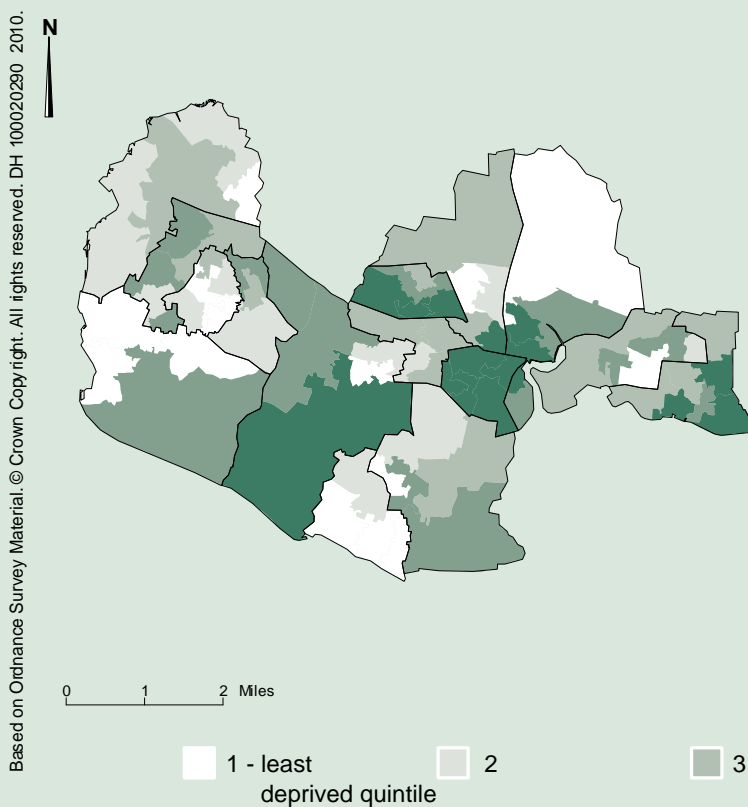 Based on Ordnance Survey Material. © Crown Copyright. All rights reserved. DH 100020290 2010.
N
0 1 2 Miles
1 - least
deprived quintile
2
3